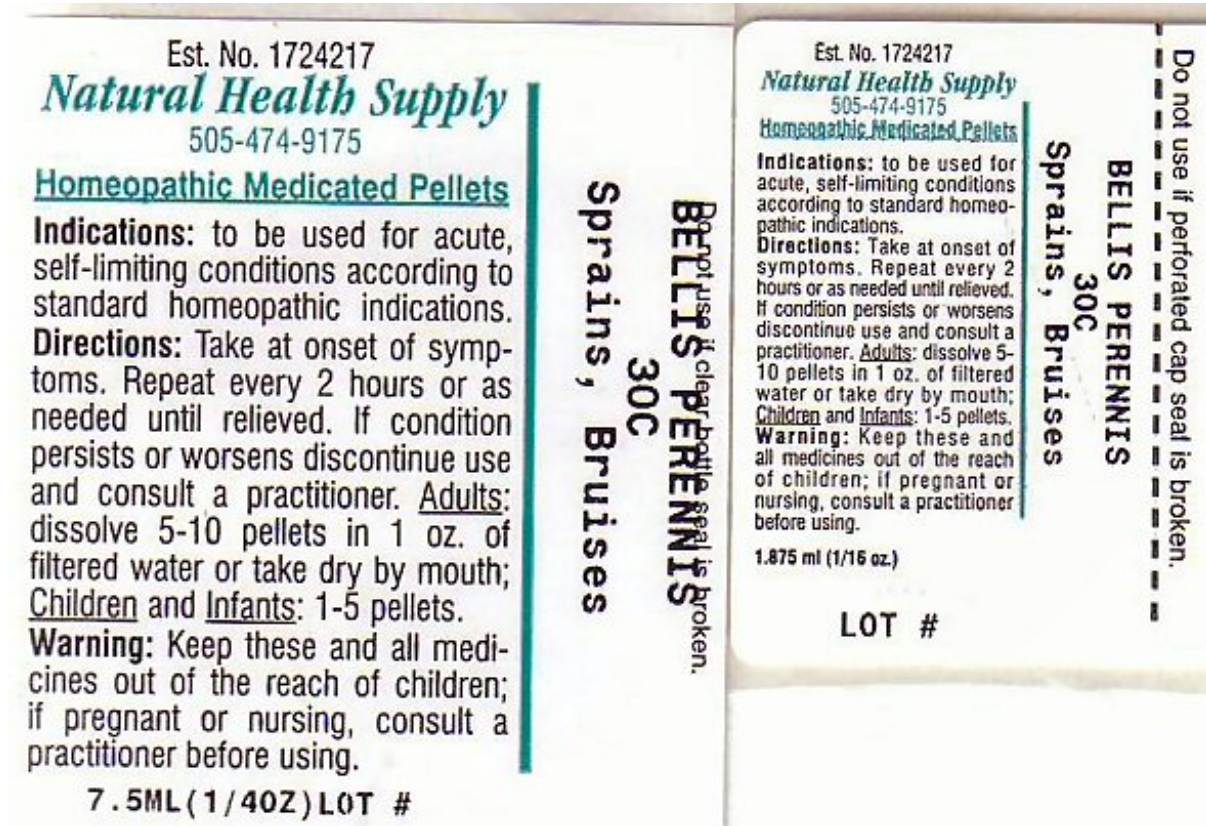 Est. No. 1724217
Natural Health Supply
505-474-9175
Homeopathic Medicated Pellets
Indications: to be used for acute,
self-limiting conditions according to
standard homeopathic indications.
Directions: Take at onset of symp-
toms. Repeat every 2 hours or as
needed until relieved. If condition
persists or worsens discontinue use
and consult a practitioner. Adults:
dissolve 5-10 pellets in 1 oz. of
filtered water or take dry by mouth;
Children and Infants: 1-5 pellets.
Warning: Keep these and all medi-
cines out of the reach of children;
if pregnant or nursing, consult a
practitioner before using.
7.5ML(1/4OZ)LOT #
Do not use if clear bottle seal is broken.
BELLIS PERENNIS
30C
Sprains, Bruises
Est. No. 1724217
Natural Health Supply
505-474-9175
Homeopathic Medicated Pellets
Indications: to be used for
acute, self-limiting conditions
according to standard homeo-
pathic indications.
Directions: Take at onset of
symptoms. Repeat every 2
hours or as needed until relieved.
If condition persists or worsens
discontinue use and consult a
practitioner. Adults: dissolve 5-
10 pellets in 1 oz. of filtered
water or take dry by mouth;
Children and Infants: 1-5 pellets.
Warning: Keep these and
all medicines out of the reach
of children; if pregnant or
nursing, consult a practitioner
before using.
1.875 ml (1/16 oz.)
LOT #
Do not use if perforated cap seal is broken.
BELLIS PERENNIS
30C
Sprains, Bruises